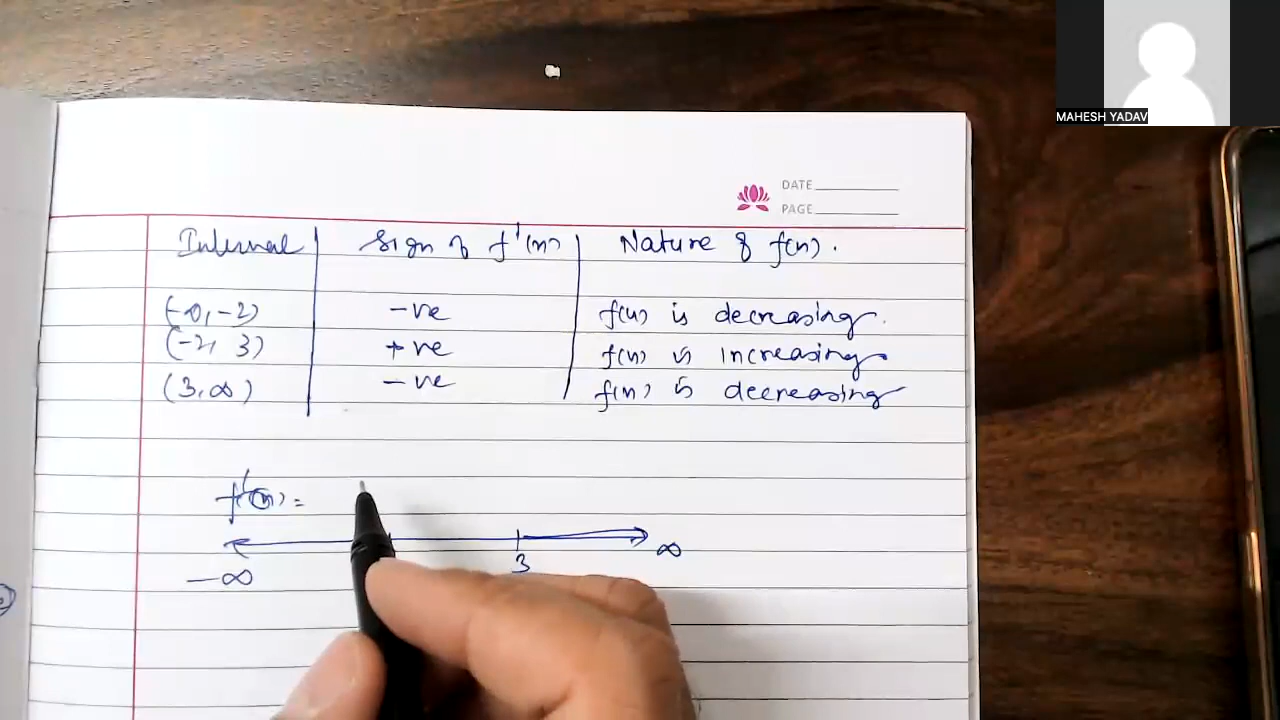 MAHESH YADAV
DATE
PAGE
Interval Sign of f'(x) Nature of f(x).
(-∞, -2) -ve f(x) is decreasing.
(-2, 3) +ve f(x) is increasing
(3, ∞) -ve f(x) is decreasing
f'(x) =
3 ∞
-∞